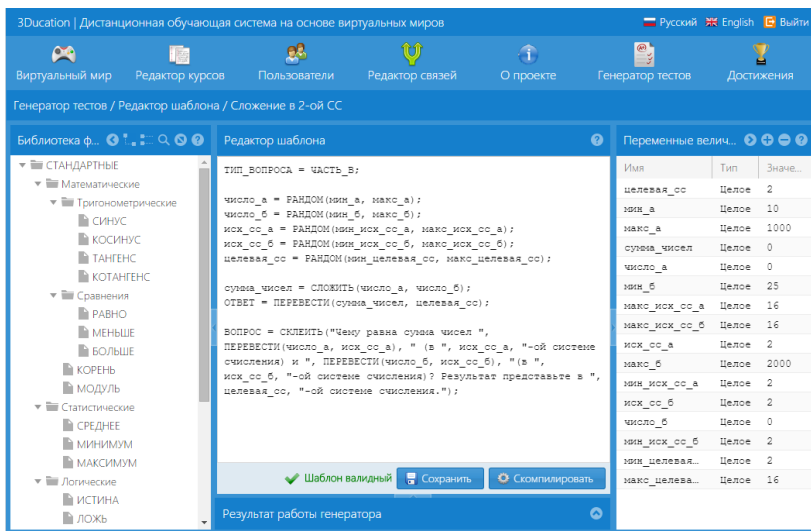 3Ducation | Дистанционная обучающая система на основе виртуальных миров
Русский English Выйти
Виртуальный мир Редактор курсов Пользователи Редактор связей О проекте Генератор тестов Достижения
Генератор тестов / Редактор шаблона / Сложение в 2-ой СС
Библиотека ф...
СТАНДАРТНЫЕ
Математические
Тригонометрические
СИНУС
КОСИНУС
ТАНГЕНС
КОТАНГЕНС
Сравнения
РАВНО
МЕНЬШЕ
БОЛЬШЕ
КОРЕНЬ
МОДУЛЬ
Статистические
СРЕДНЕЕ
МИНИМУМ
МАКСИМУМ
Логические
ИСТИНА
ЛОЖЬ
Редактор шаблона
ТИП_ВОПРОСА = ЧАСТЬ_В;
число_а = РАНДОМ(мин_а, макс_а);
число_б = РАНДОМ(мин_б, макс_б);
исх_сс_а = РАНДОМ(мин_исх_сс_а, макс_исх_сс_а);
исх_сс_б = РАНДОМ(мин_исх_сс_б, макс_исх_сс_б);
целевая_сс = РАНДОМ(мин_целевая_сс, макс_целевая_сс);
сумма_чисел = СЛОЖИТЬ(число_а, число_б);
ОТВЕТ = ПЕРЕВЕСТИ(сумма_чисел, целевая_сс);
ВОПРОС = СКЛЕИТЬ("Чему равна сумма чисел ",
ПЕРЕВЕСТИ(число_а, исх_сс_а), " (в ", исх_сс_а, "-ой системе
счисления) и ", ПЕРЕВЕСТИ(число_б, исх_сс_б), "(в ",
исх_сс_б, "-ой системе счисления)? Результат представьте в ",
целевая_сс, "-ой системе счисления.");
Шаблон валидный Сохранить Скомпилировать
Результат работы генератора
Переменные велич...
Имя Тип Значе...
целевая_сс Целое 2
мин_а Целое 10
макс_а Целое 1000
сумма_чисел Целое 0
число_а Целое 0
мин_б Целое 25
макс_исх_сс_а Целое 16
макс_исх_сс_б Целое 16
исх_сс_а Целое 2
макс_б Целое 2000
мин_исх_сс_а Целое 2
исх_сс_б Целое 2
число_б Целое 0
мин_исх_сс_б Целое 2
мин_целевая... Целое 2
макс_целева... Целое 16